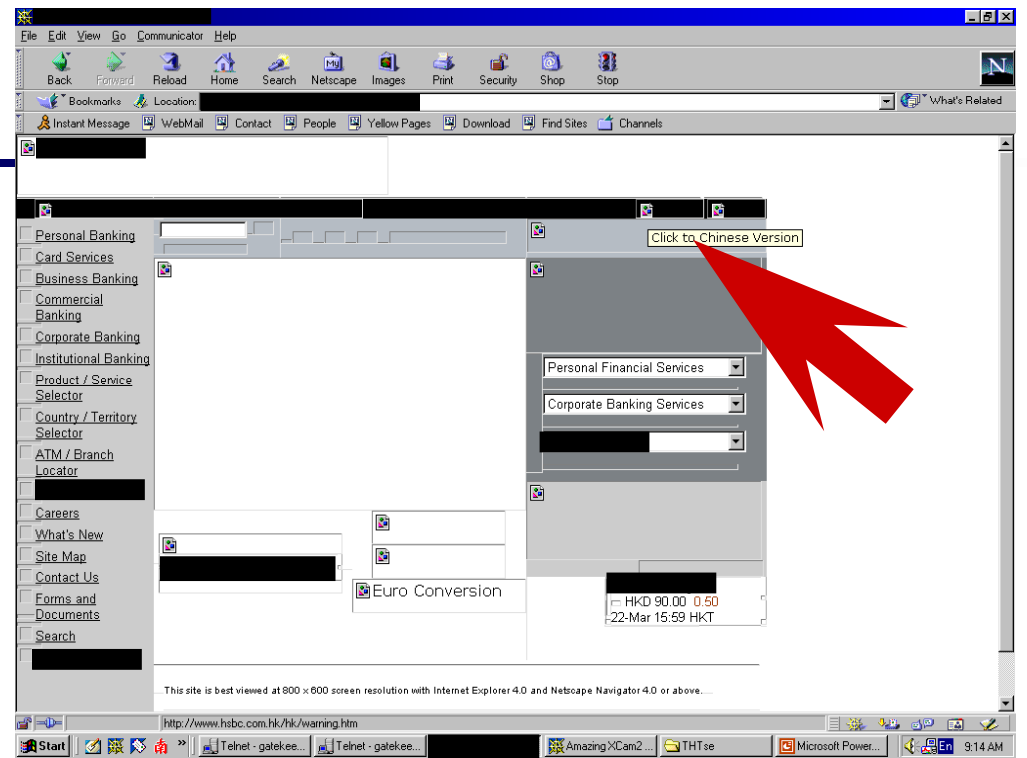 File Edit View Go Communicator Help
Back Forward Reload Home Search Netscape Images Print Security Shop Stop
My
N
Bookmarks Location: What's Related
Instant Message WebMail Contact People Yellow Pages Download Find Sites Channels
Click to Chinese Version
Personal Banking
Card Services
Business Banking
Commercial
Banking
Corporate Banking
Institutional Banking
Product / Service
Selector
Country / Territory
Selector
ATM / Branch
Locator
Careers
What's New
Site Map
Contact Us
Forms and
Documents
Search
Personal Financial Services
Corporate Banking Services
Euro Conversion
HKD 90.00 0.50
22-Mar 15:59 HKT
This site is best viewed at 800 x 600 screen resolution with Internet Explorer 4.0 and Netscape Navigator 4.0 or above.
http://www.hsbc.com.hk/hk/warning.htm
Start 南 » Telnet - gatekee... Telnet - gatekee... Amazing XCam2 ... THTse Microsoft Power... En 9:14 AM